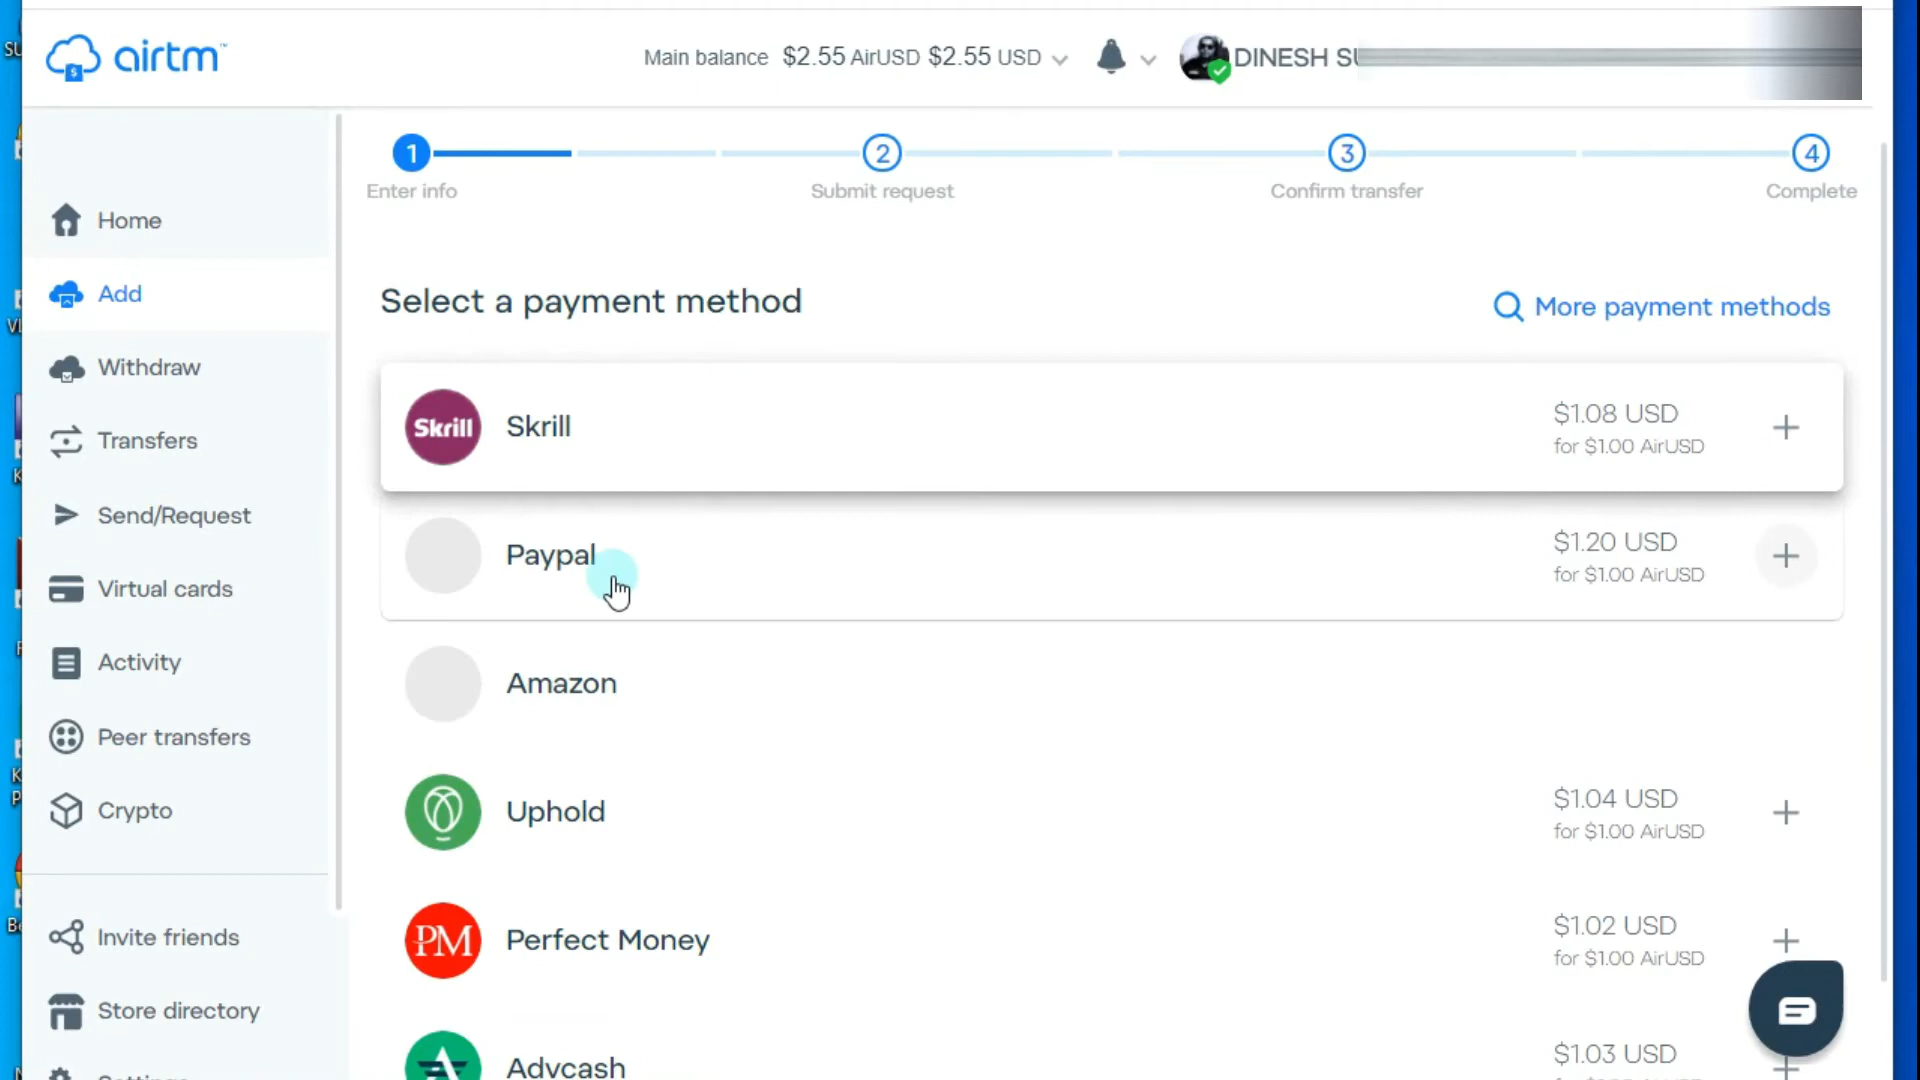 airtm
Main balance $2.55 AirUSD $2.55 USD
DINESH SU
1
2
3
4
Enter info
Submit request
Confirm transfer
Complete
Home
Add
Withdraw
Transfers
Send/Request
Virtual cards
Activity
Peer transfers
Crypto
Invite friends
Store directory
Settings
Select a payment method
More payment methods
Skrill
Skrill
$1.08 USD
for $1.00 AirUSD
Paypal
$1.20 USD
for $1.00 AirUSD
Amazon
Uphold
$1.04 USD
for $1.00 AirUSD
PM
Perfect Money
$1.02 USD
for $1.00 AirUSD
Advcash
$1.03 USD